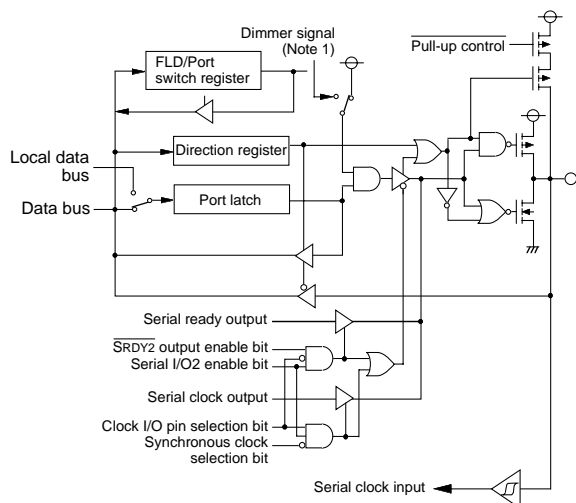 Dimmer signal
(Note 1)
Pull-up control
FLD/Port
switch register
Direction register
Local data
bus
Port latch
Data bus
Serial ready output
SRDY2 output enable bit
Serial I/O2 enable bit
Serial clock output
Clock I/O pin selection bit
Synchronous clock
selection bit
Serial clock input